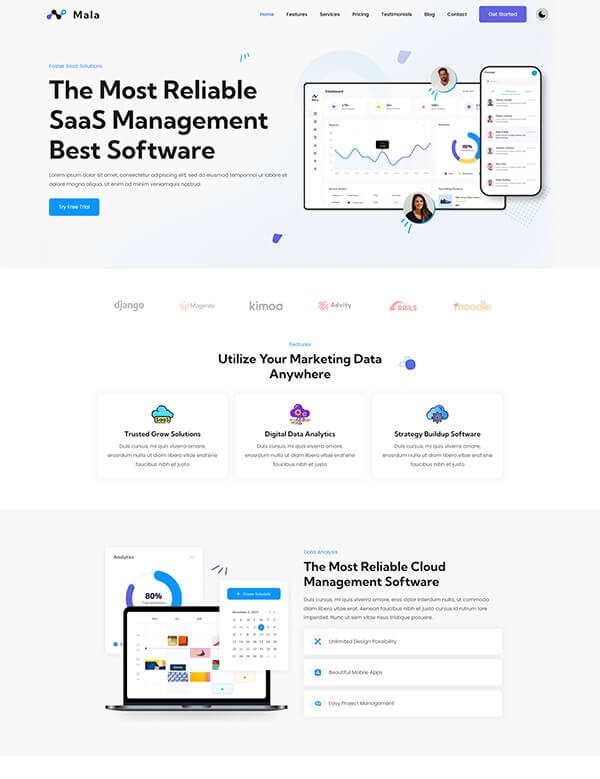 Mala
Home Features Services Pricing Testimonials Blog Contact Get Started
Foster SaaS Solutions
The Most Reliable
SaaS Management
Best Software
Lorem ipsum dolor sit amet, consectetur adipiscing elit, sed do eiusmod temporinci ut labore et
dolore magna aliqua. Ut enim ad minim veniamquis nostrud.
Try Free Trial
Dashboard
80%
django
Magento
kimoa
Advity
RAILS
moodle
Features
Utilize Your Marketing Data
Anywhere
Trusted Grow Solutions
Duis cursus, mi quis viverra ornare,
erosrdum nulla ut diam libero vitae erat'ene
faucibus nibh et justo
Digital Data Analytics
Duis cursus, mi quis viverra ornare,
erosrdum nulla ut diam libero vitae erat'ene
faucibus nibh et justo
Strategy Buildup Software
Duis cursus, mi quis viverra ornare,
erosrdum nulla ut diam libero vitae erat'ene
faucibus nibh et justo
Analytics
80%
Create Schedule
Data Analysis
The Most Reliable Cloud
Management Software
Duis cursus, mi quis viverra ornare, eros dolor interdum nulla, ut commodo
diam libero vitae erat. Aenean faucibus nibh et justo cursus id rutrum lore
imperdiet. Nunc ut sem vitae risus tristique posuere.
Unlimited Design Possibility
Beautiful Mobile Apps
Easy Project Management